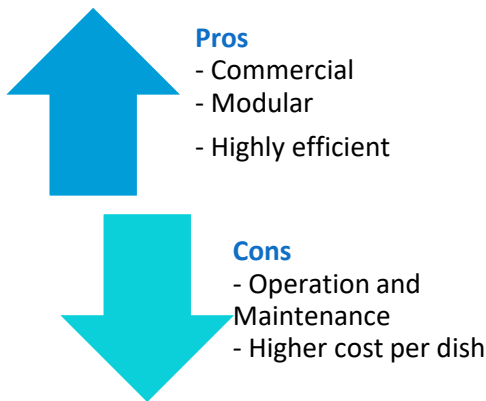 Pros
- Commercial
- Modular
- Highly efficient
Cons
- Operation and
Maintenance
- Higher cost per dish